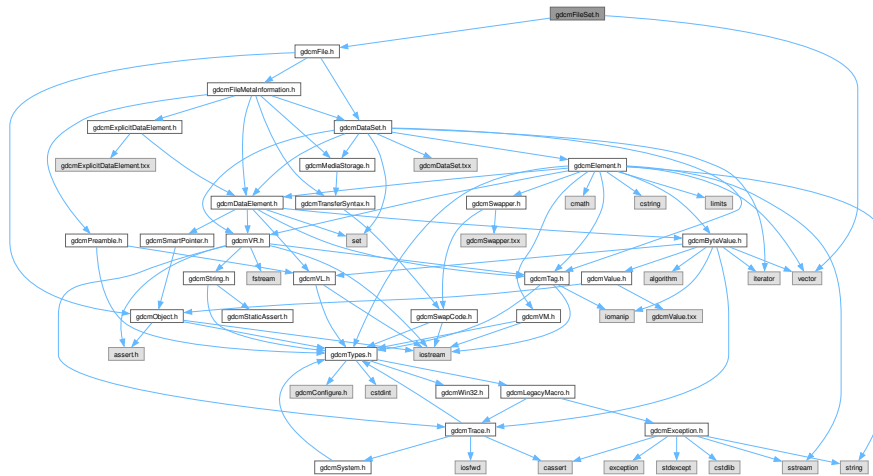 gdcmFileSet.h
gdcmFile.h
gdcmFileMetaInformation.h
gdcmExplicitDataElement.h
gdcmDataSet.h
gdcmExplicitDataElement.txx
gdcmMediaStorage.h
gdcmDataSet.txx
gdcmElement.h
gdcmDataElement.h
gdcmTransferSyntax.h
gdcmSwapper.h
cmath
cstring
limits
gdcmPreamble.h
gdcmSmartPointer.h
gdcmVR.h
set
gdcmSwapper.txx
gdcmByteValue.h
gdcmString.h
fstream
gdcmVL.h
gdcmTag.h
gdcmValue.h
algorithm
iterator
vector
gdcmObject.h
gdcmStaticAssert.h
gdcmSwapCode.h
gdcmVM.h
iomanip
gdcmValue.txx
assert.h
gdcmTypes.h
iostream
gdcmConfigure.h
cstdint
gdcmWin32.h
gdcmLegacyMacro.h
gdcmTrace.h
gdcmException.h
gdcmSystem.h
iosfwd
cassert
exception
stdexcept
cstdlib
sstream
string